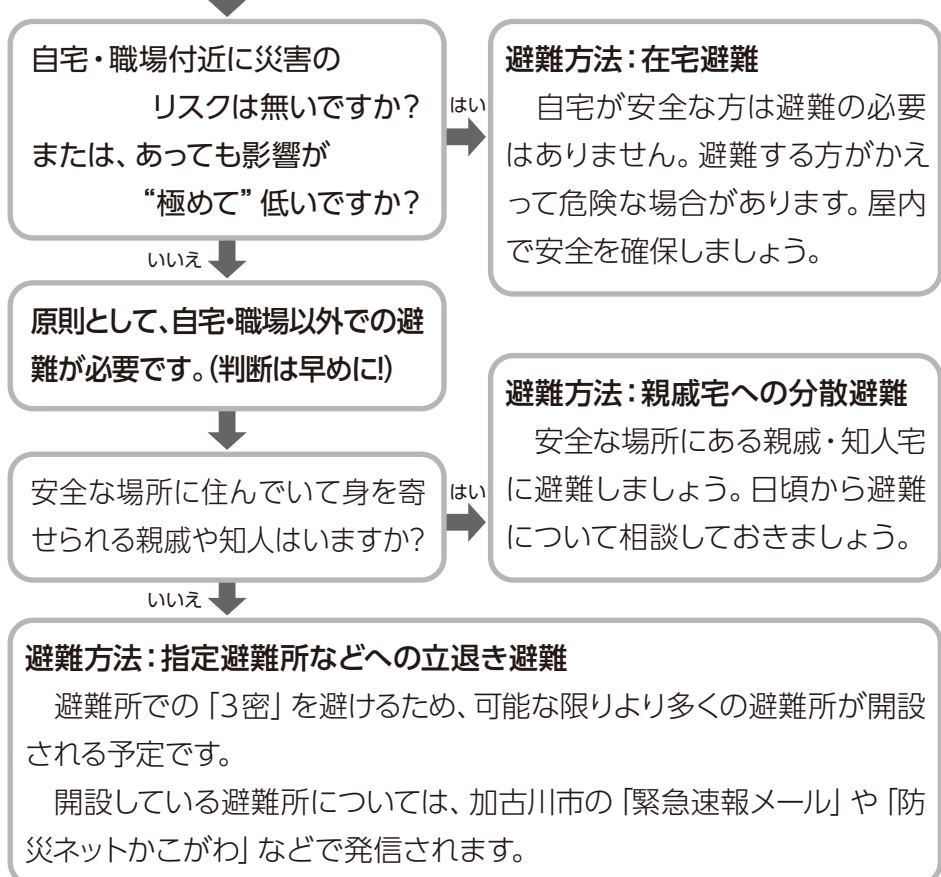 自宅・職場付近に災害の
リスクは無いですか？
または、あっても影響が
“極めて”低いですか？
はい
避難方法：在宅避難
自宅が安全な方は避難の必要
はありません。避難する方がかえ
って危険な場合があります。屋内
で安全を確保しましょう。
いいえ
原則として、自宅・職場以外での避
難が必要です。(判断は早めに!)
安全な場所に住んでいて身を寄
せられる親戚や知人はいますか？
はい
避難方法：親戚宅への分散避難
安全な場所にある親戚・知人宅
に避難しましょう。日頃から避難
について相談しておきましょう。
いいえ
避難方法：指定避難所などへの立退き避難
避難所での「3密」を避けるため、可能な限りより多くの避難所が開設
される予定です。
開設している避難所については、加古川市の「緊急速報メール」や「防
災ネットかこがわ」などで発信されます。